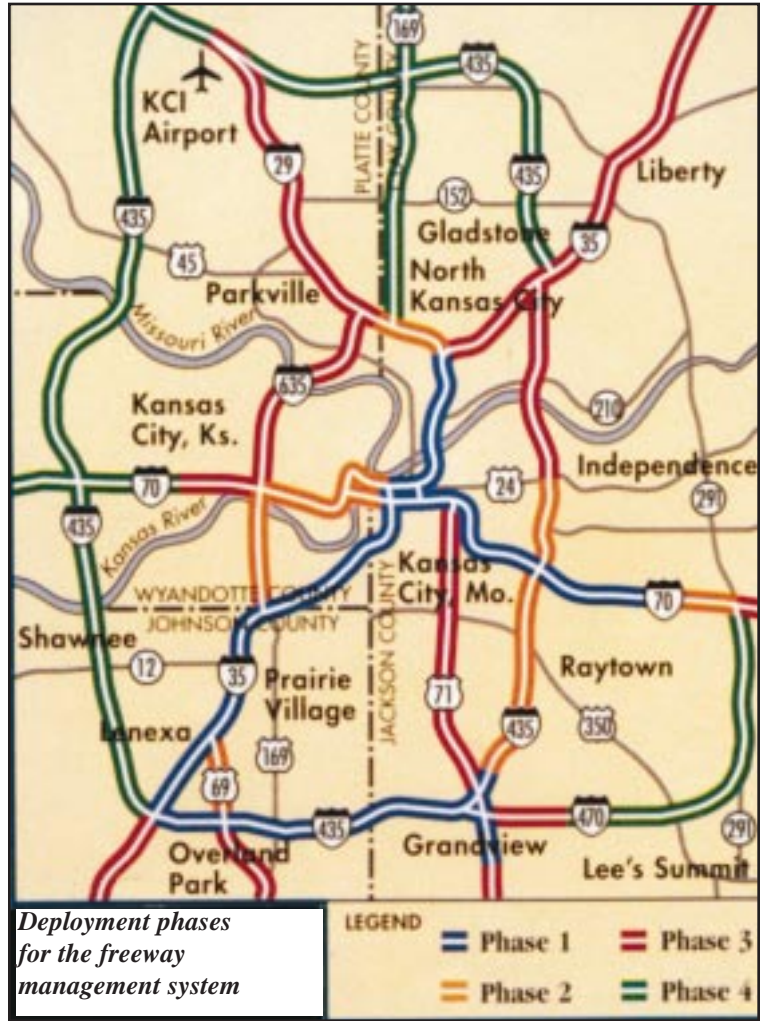 169
435
PLATTE COUNTY
CLAY COUNTY
KCI
Airport
29
435
Liberty
152
435
Gladstone
35
45
North
Kansas City
Parkville
Missouri River
635
210
Kansas
City, Ks.
Independence
70
24
291
435
Kansas River
Kansas
City, Mo.
WYANDOTTE COUNTY
JOHNSON COUNTY
70
Shawnee
JACKSON COUNTY
12
35
Prairie
Village
Raytown
71
435
350
Lenexa
169
69
435
470
291
Overland
Park
Grandview
Lee's Summit
Deployment phases
for the freeway
management system
LEGEND
Phase 1
Phase 3
Phase 2
Phase 4